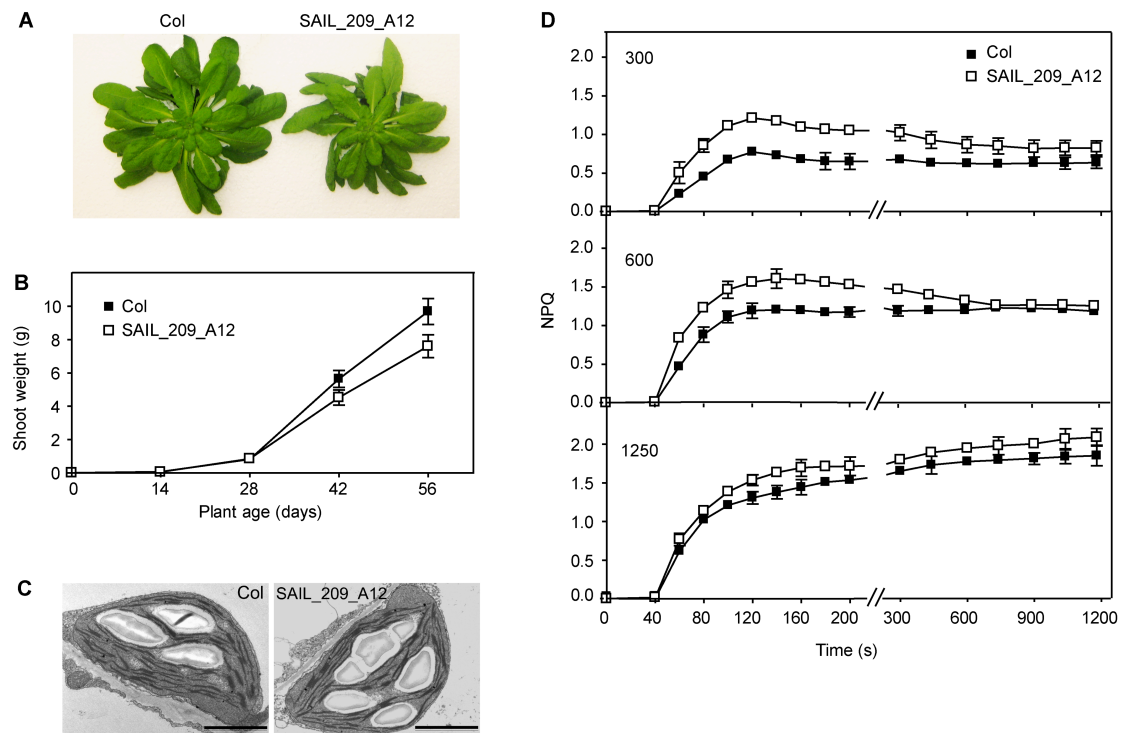 A
Col
SAIL_209_A12
B
Col
SAIL_209_A12
Shoot weight (g)
10
8
6
4
2
0
0
14
28
42
56
Plant age (days)
C
Col
SAIL_209_A12
D
300
Col
SAIL_209_A12
2.0
1.5
1.0
0.5
0.0
600
2.0
1.5
1.0
0.5
0.0
NPQ
1250
2.0
1.5
1.0
0.5
0.0
0
40
80
120
160
200
300
600
900
1200
Time (s)